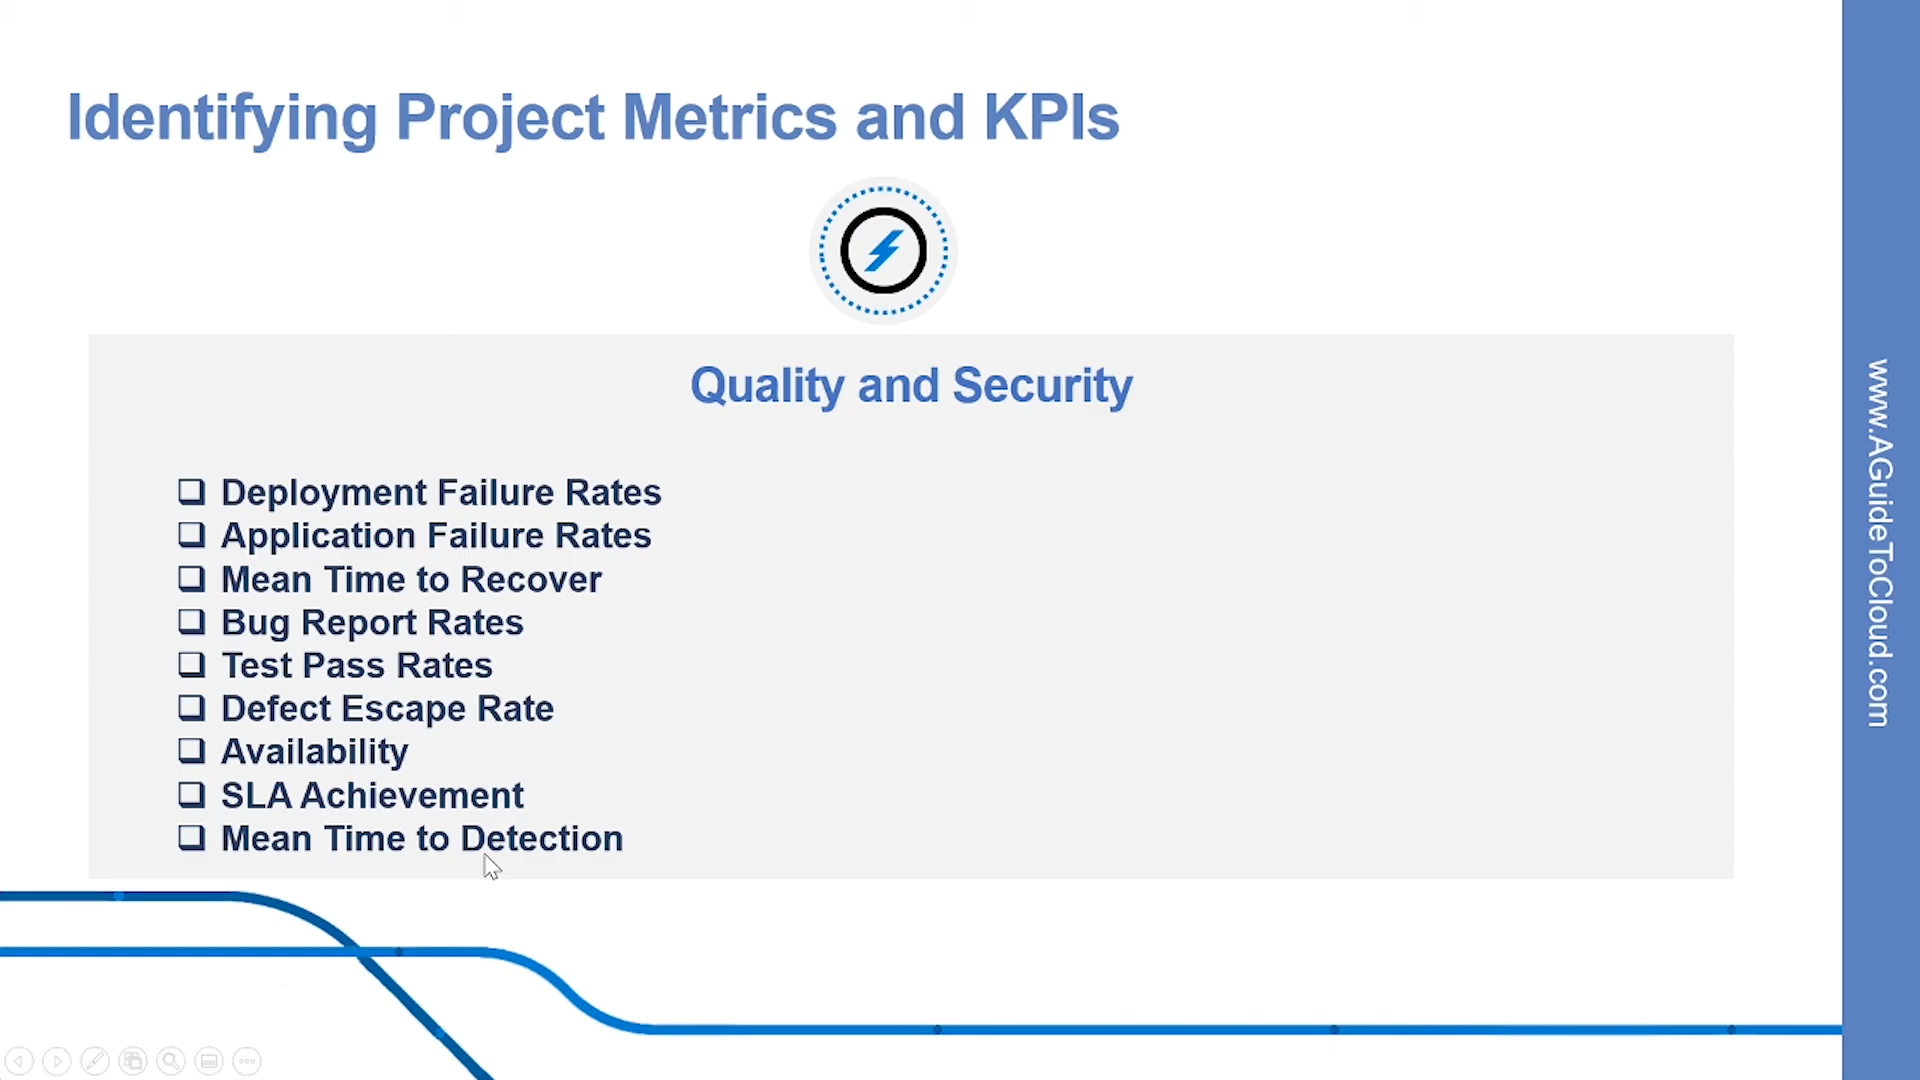 Identifying Project Metrics and KPIs
Quality and Security
Deployment Failure Rates
Application Failure Rates
Mean Time to Recover
Bug Report Rates
Test Pass Rates
Defect Escape Rate
Availability
SLA Achievement
Mean Time to Detection
www.AGuideToCloud.com